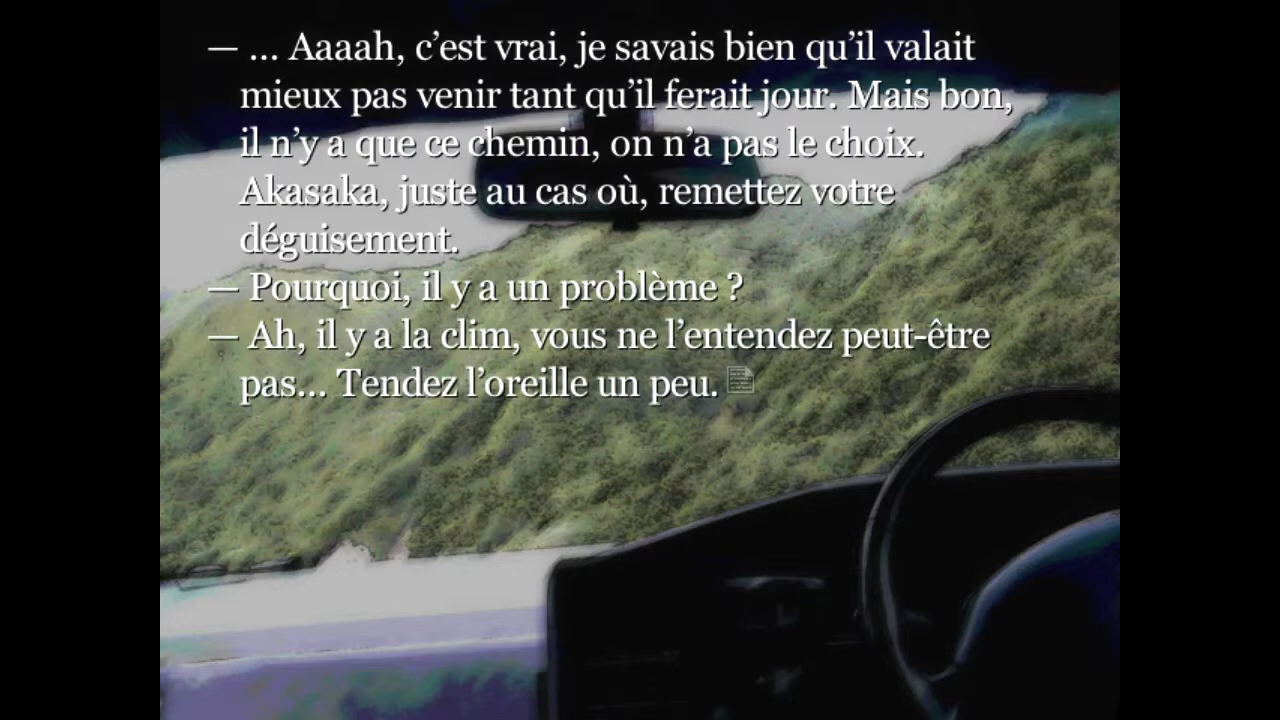 — ... Aaaah, c’est vrai, je savais bien qu’il valait
mieux pas venir tant qu’il ferait jour. Mais bon,
il n’y a que ce chemin, on n’a pas le choix.
Akasaka, juste au cas où, remettez votre
déguisement.
— Pourquoi, il y a un problème ?
— Ah, il y a la clim, vous ne l’entendez peut-être
pas... Tendez l’oreille un peu.